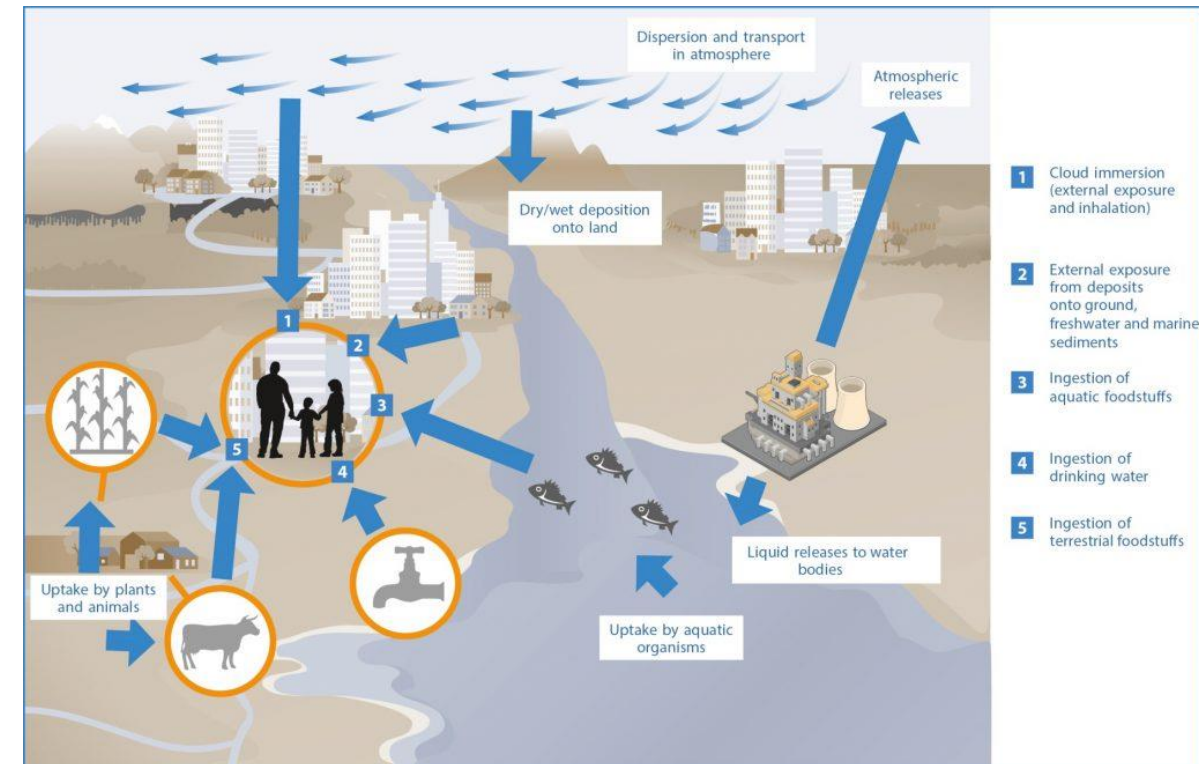 Dispersion and transport
in atmosphere
Atmospheric
releases
Dry/wet deposition
onto land
1
2
3
4
5
Uptake by plants
and animals
Liquid releases to water
bodies
Uptake by aquatic
organisms
1 Cloud immersion
(external exposure
and inhalation)
2 External exposure
from deposits
onto ground,
freshwater and marine
sediments
3 Ingestion of
aquatic foodstuffs
4 Ingestion of
drinking water
5 Ingestion of
terrestrial foodstuffs